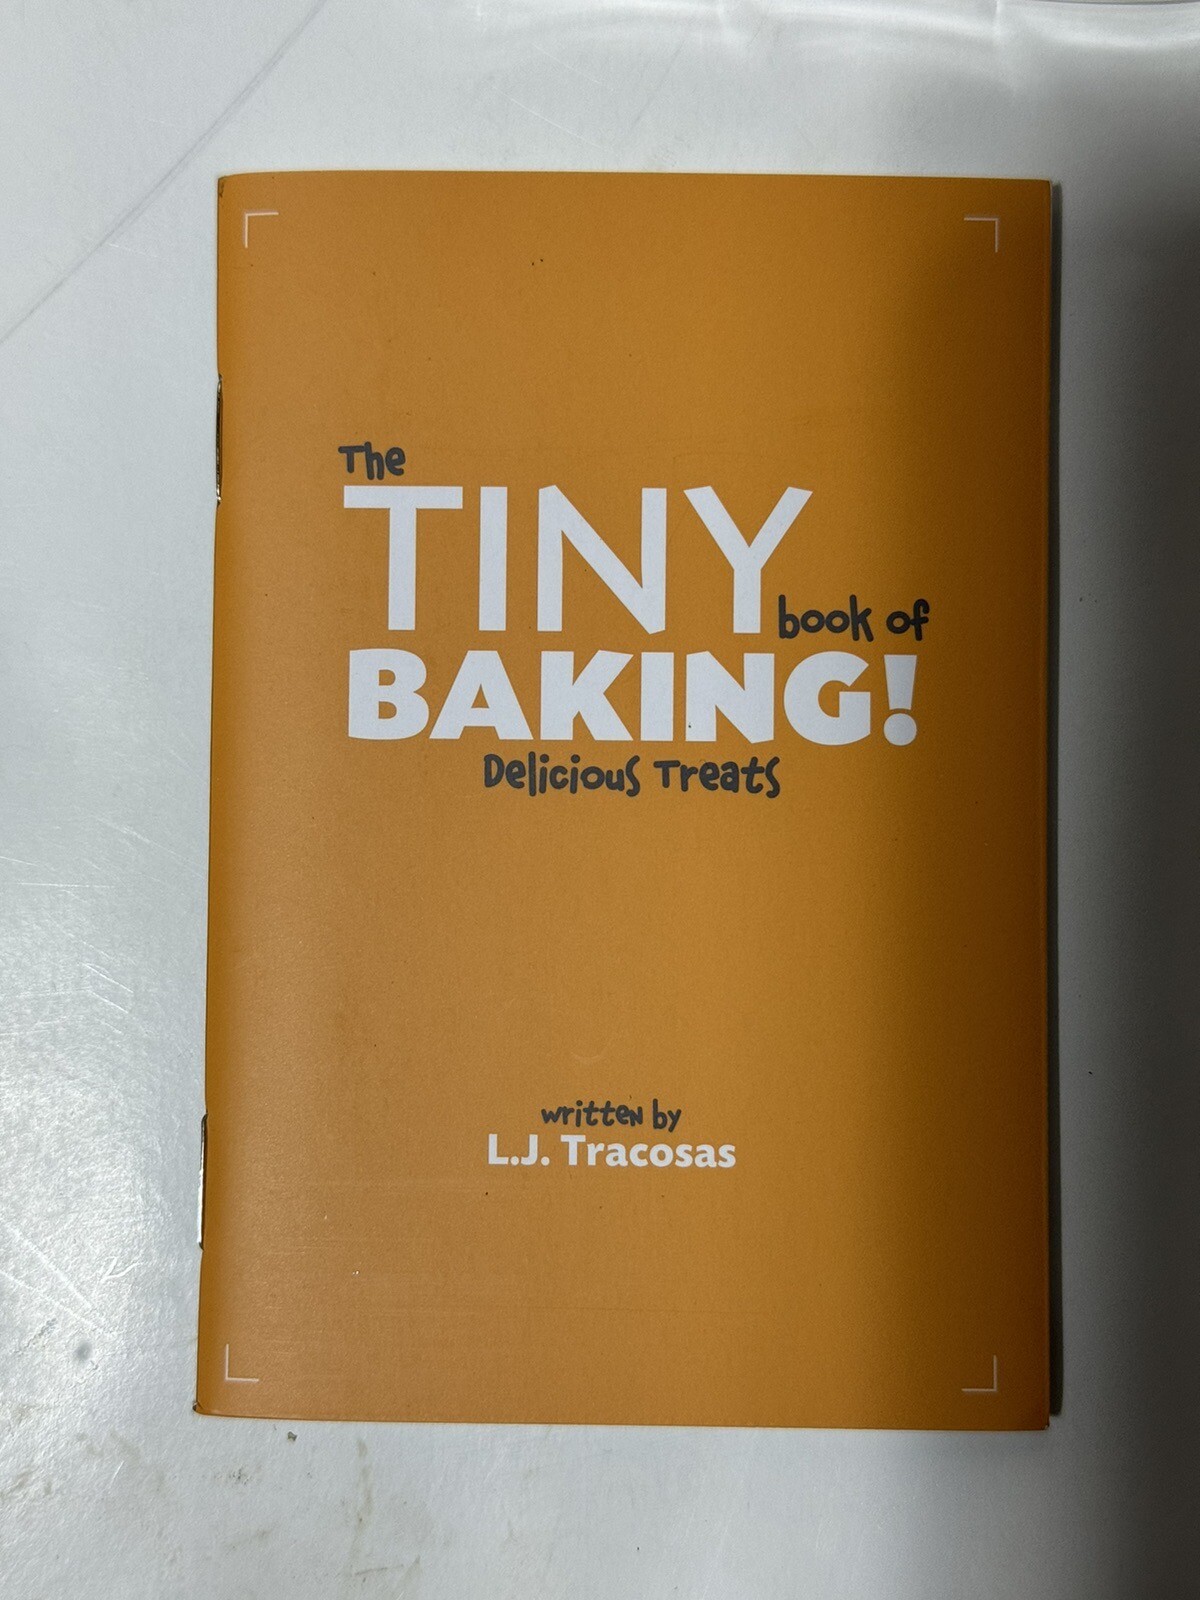 The
TINY
book of
BAKING!
Delicious Treats
written by
L.J. Tracosas